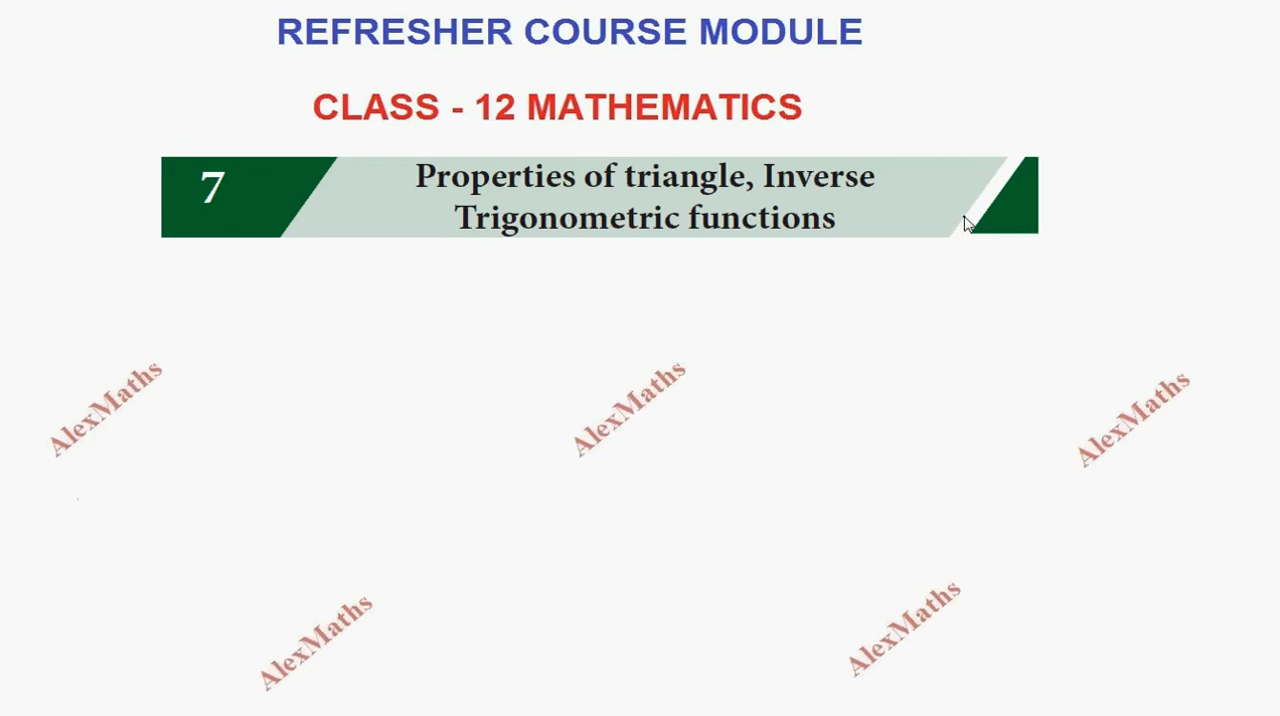 REFRESHER COURSE MODULE
CLASS - 12 MATHEMATICS
7
Properties of triangle, Inverse
Trigonometric functions
AlexMaths
AlexMaths
AlexMaths
AlexMaths
AlexMaths